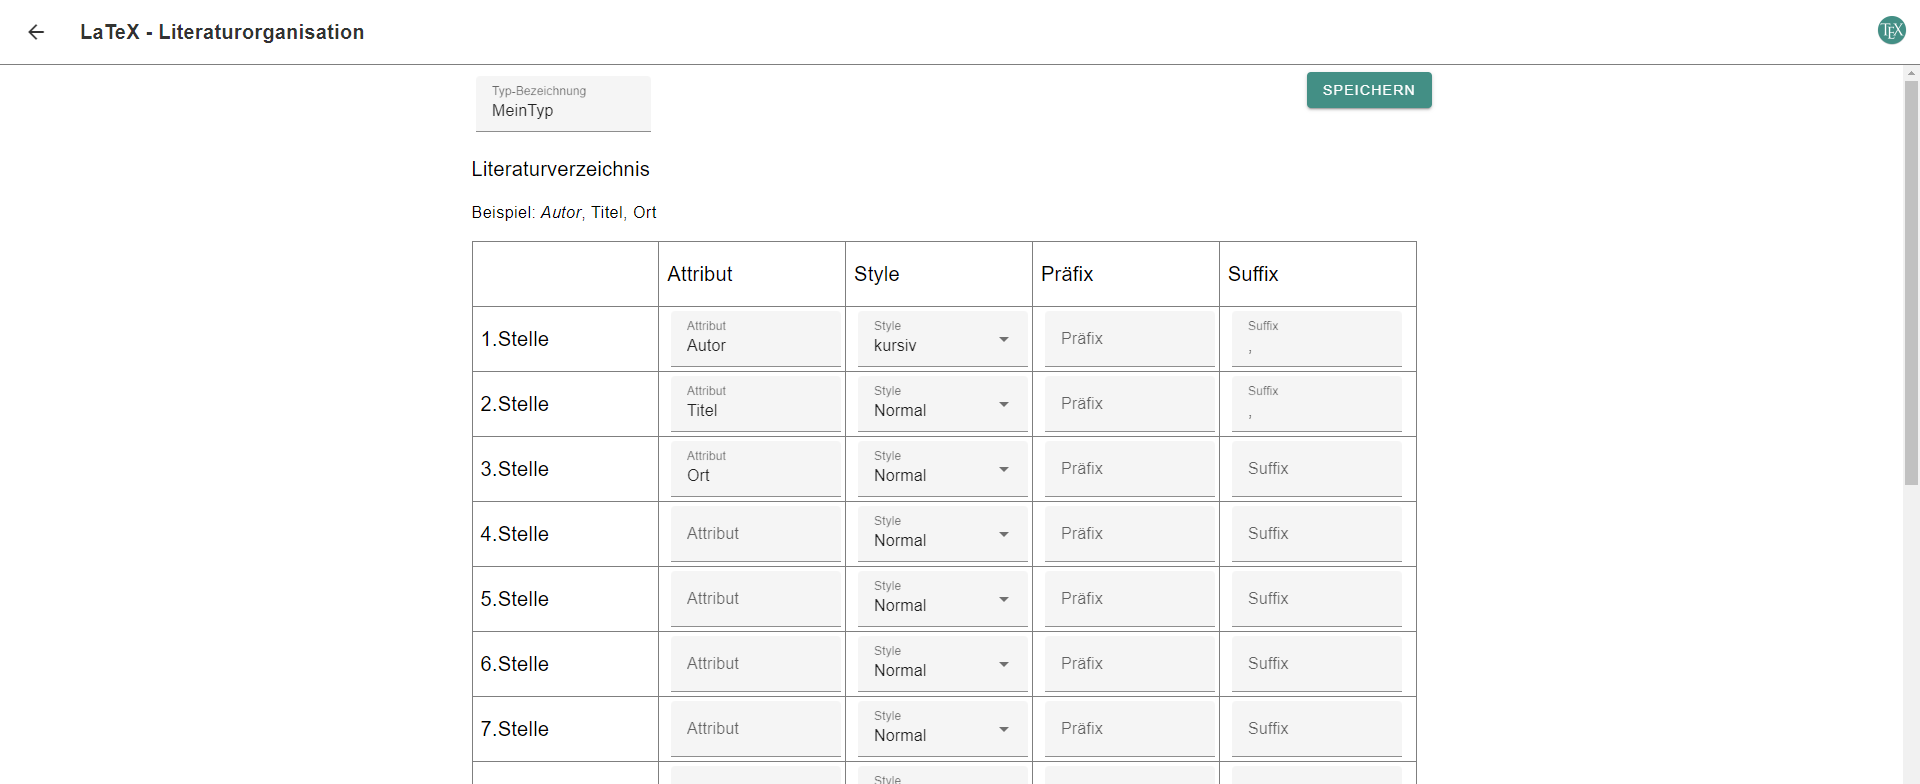 LaTeX - Literaturorganisation
TEX
Typ-Bezeichnung
MeinTyp
SPEICHERN
Literaturverzeichnis
Beispiel: Autor, Titel, Ort
Attribut Style Präfix Suffix
1.Stelle Attribut Autor Style kursiv Präfix Suffix ,
2.Stelle Attribut Titel Style Normal Präfix Suffix ,
3.Stelle Attribut Ort Style Normal Präfix Suffix
4.Stelle Attribut Style Normal Präfix Suffix
5.Stelle Attribut Style Normal Präfix Suffix
6.Stelle Attribut Style Normal Präfix Suffix
7.Stelle Attribut Style Normal Präfix Suffix
Style